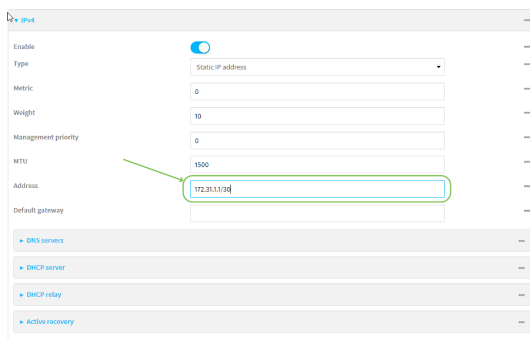 IPv4
Enable
Type Static IP address
Metric 0
Weight 10
Management priority 0
MTU 1500
Address 172.31.1.1/30
Default gateway
DNS servers
DHCP server
DHCP relay
Active recovery